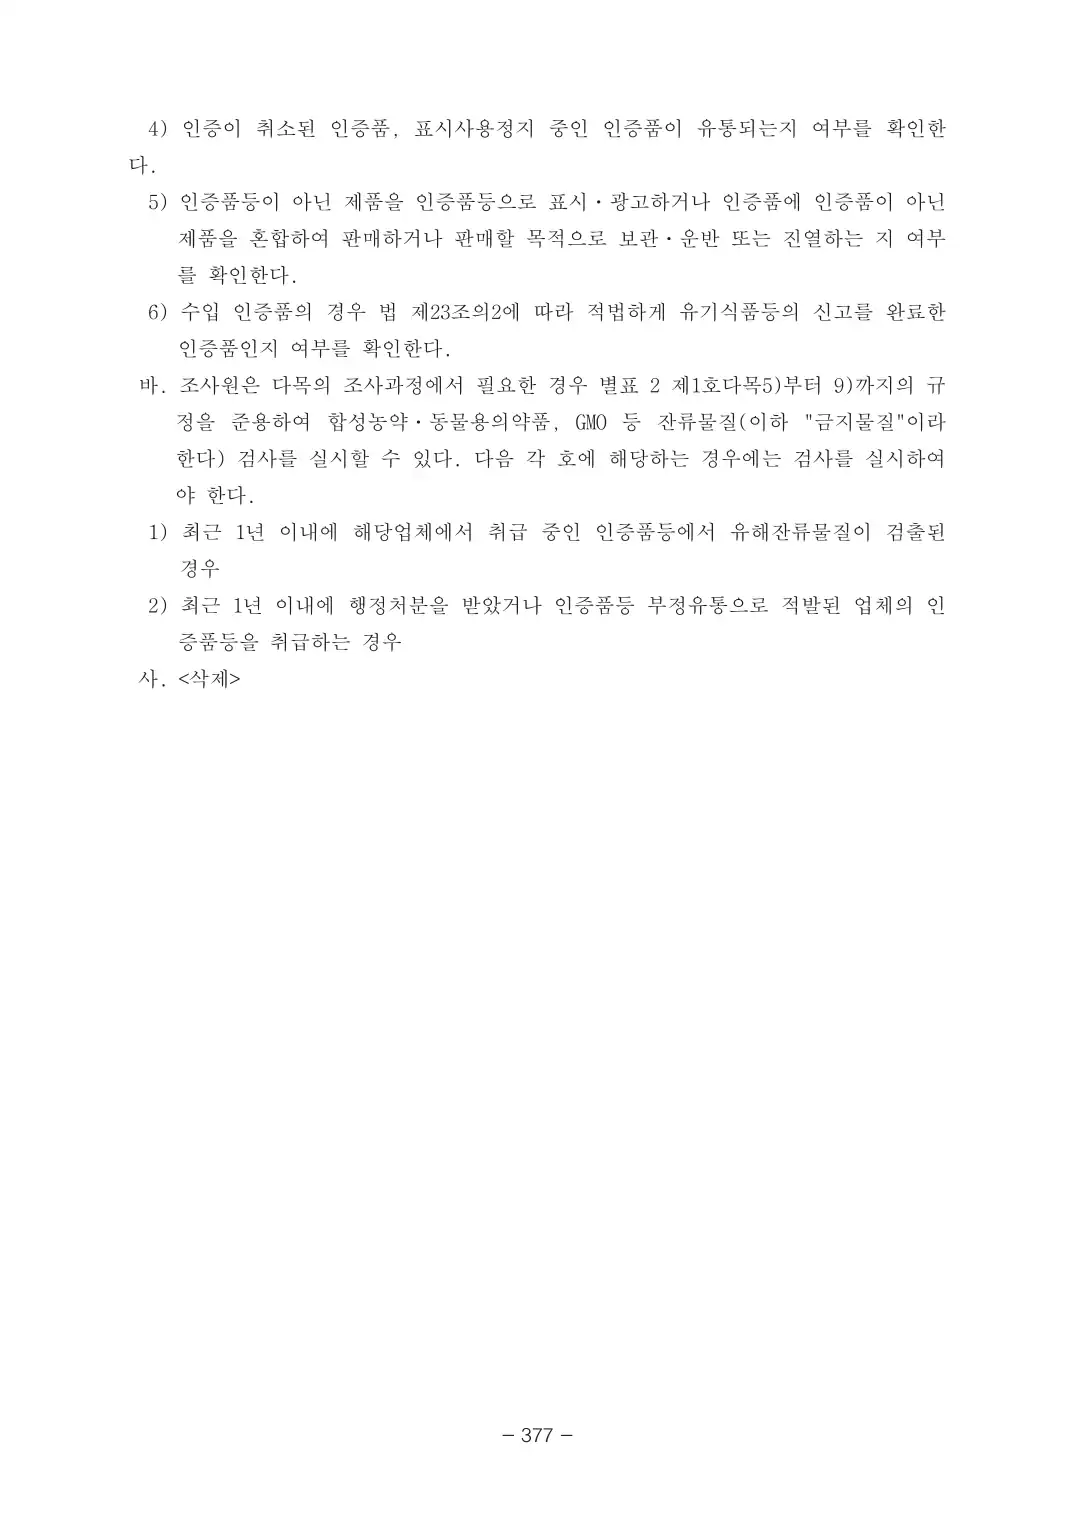 4) 인증이 취소된 인증품, 표시사용정지 중인 인증품이 유통되는지 여부를 확인한
다.
5) 인증품등이 아닌 제품을 인증품등으로 표시·광고하거나 인증품에 인증품이 아닌
제품을 혼합하여 판매하거나 판매할 목적으로 보관·운반 또는 진열하는 지 여부
를 확인한다.
6) 수입 인증품의 경우 법 제23조의2에 따라 적법하게 유기식품등의 신고를 완료한
인증품인지 여부를 확인한다.
바. 조사원은 다목의 조사과정에서 필요한 경우 별표 2 제1호다목5)부터 9)까지의 규
정을 준용하여 합성농약·동물용의약품, GMO 등 잔류물질(이하 "금지물질"이라
한다) 검사를 실시할 수 있다. 다음 각 호에 해당하는 경우에는 검사를 실시하여
야 한다.
1) 최근 1년 이내에 해당업체에서 취급 중인 인증품등에서 유해잔류물질이 검출된
경우
2) 최근 1년 이내에 행정처분을 받았거나 인증품등 부정유통으로 적발된 업체의 인
증품등을 취급하는 경우
사. <삭제>
- 377 -